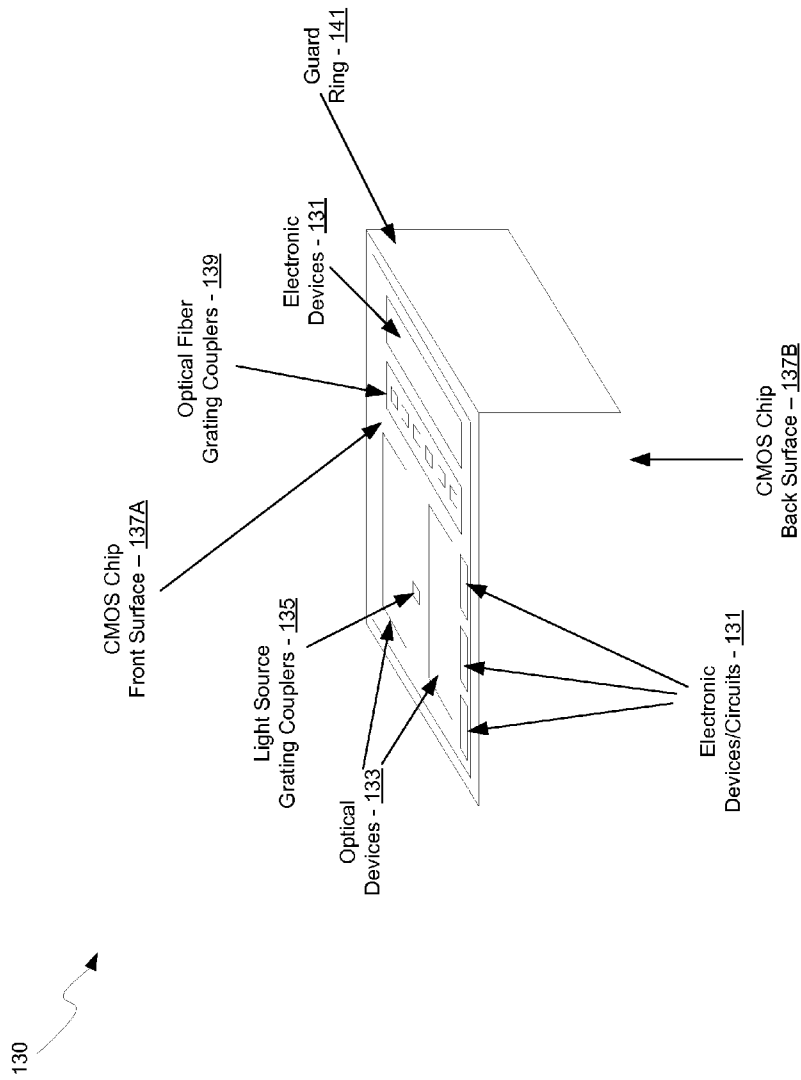 130
CMOS Chip
Front Surface – 137A
Optical Fiber
Grating Couplers - 139
Guard
Ring - 141
Light Source
Grating Couplers - 135
Electronic
Devices - 131
Optical
Devices - 133
Electronic
Devices/Circuits - 131
CMOS Chip
Back Surface – 137B